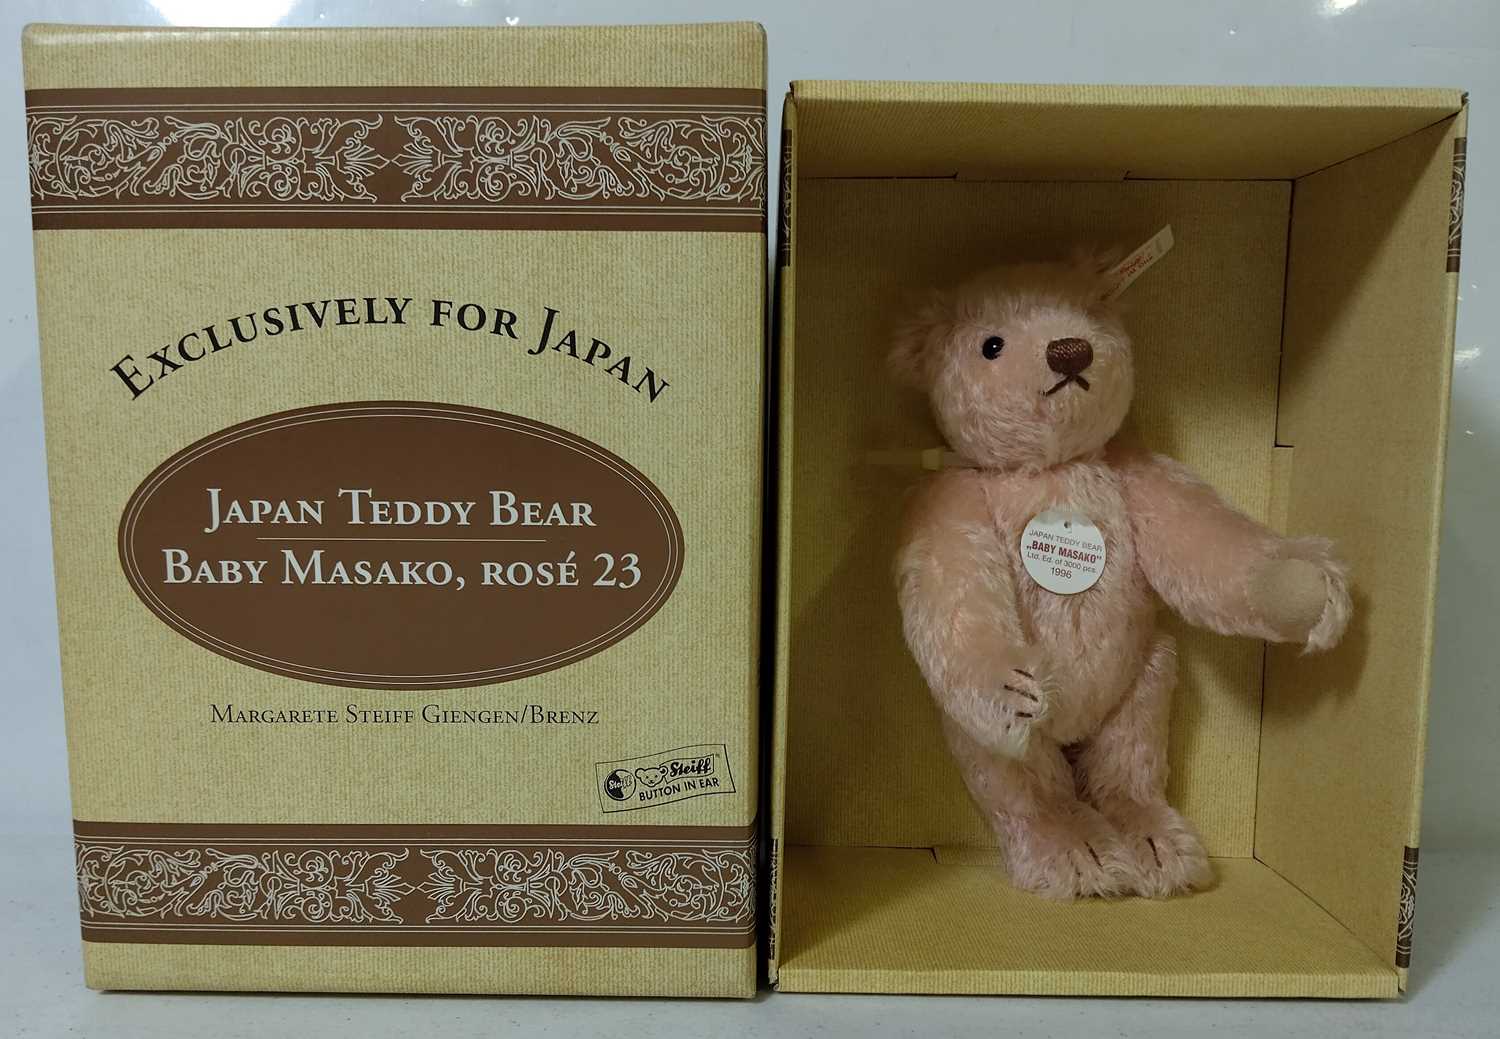 EXCLUSIVELY FOR JAPAN
JAPAN TEDDY BEAR
BABY MASAKO, ROSÉ 23
MARGARETE STEIFF GIENGEN/BRENZ
Steiff
Steiff
BUTTON IN EAR
JAPAN TEDDY BEAR
„BABY MASAKO"
Ltd. Ed. of 3000 pcs.
1996